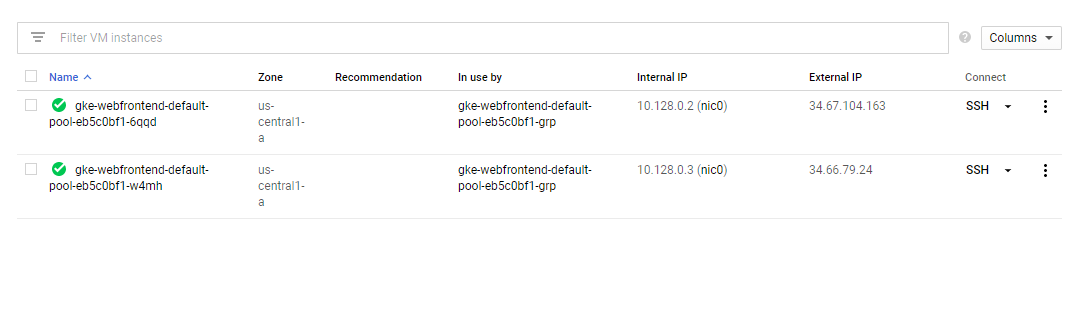 Filter VM instances
Columns
Name Zone Recommendation In use by Internal IP External IP Connect
gke-webfrontend-default- us- gke-webfrontend-default- 10.128.0.2 (nic0) 34.67.104.163 SSH
pool-eb5c0bf1-6qqd central1- pool-eb5c0bf1-grp
a
gke-webfrontend-default- us- gke-webfrontend-default- 10.128.0.3 (nic0) 34.66.79.24 SSH
pool-eb5c0bf1-w4mh central1- pool-eb5c0bf1-grp
a